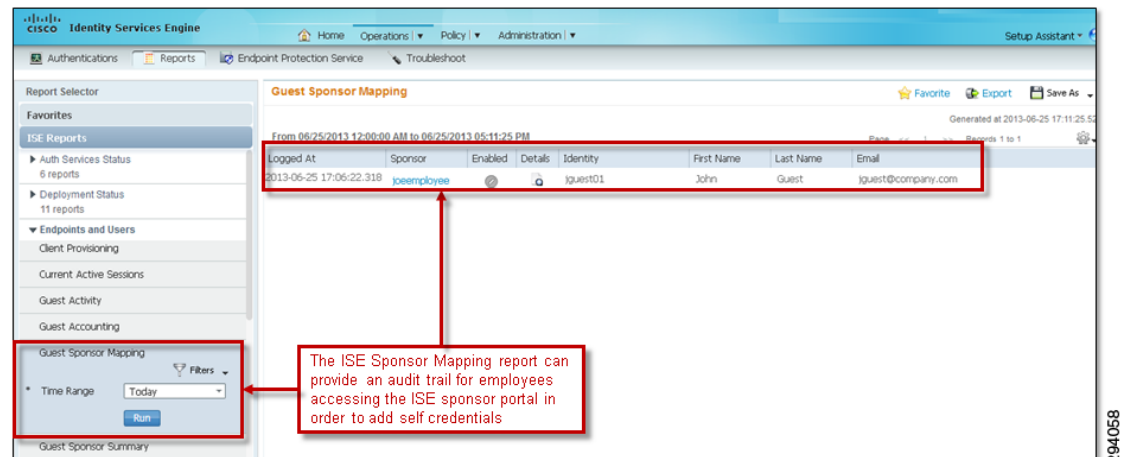 cisco Identity Services Engine
Home Operations Policy Administration
Setup Assistant
Authentications Reports Endpoint Protection Service Troubleshoot
Report Selector
Favorites
ISE Reports
Auth Services Status
6 reports
Deployment Status
11 reports
Endpoints and Users
Client Provisioning
Current Active Sessions
Guest Activity
Guest Accounting
Guest Sponsor Mapping
Filters
* Time Range Today
Run
Guest Sponsor Summary
Guest Sponsor Mapping
Favorite Export Save As
Generated at 2013-06-25 17:11:25.52
From 06/25/2013 12:00:00 AM to 06/25/2013 05:11:25 PM
Page << 1 >> Records 1 to 1
Logged At Sponsor Enabled Details Identity First Name Last Name Email
2013-06-25 17:06:22.318 joeemployee jguest01 John Guest jguest@company.com
The ISE Sponsor Mapping report can
provide an audit trail for employees
accessing the ISE sponsor portal in
order to add self credentials
294058